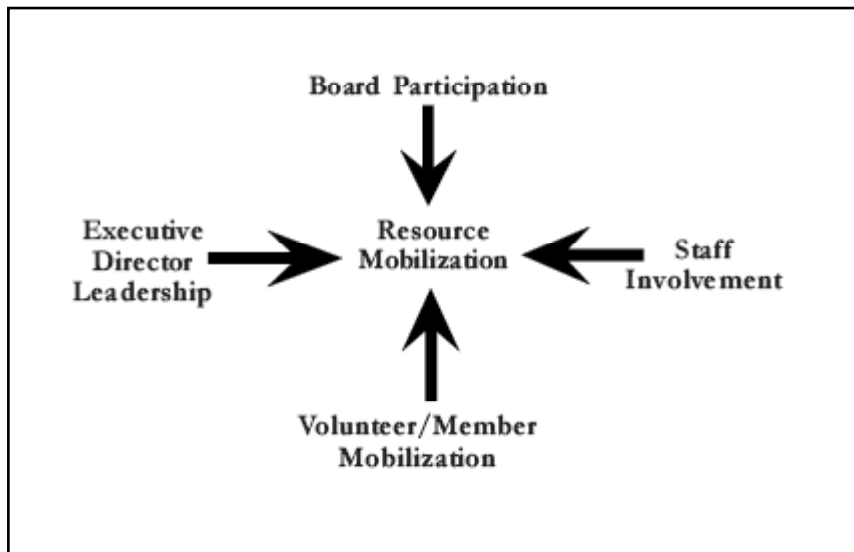 Board Participation
Executive
Director
Leadership
Resource
Mobilization
Staff
Involvement
Volunteer/Member
Mobilization